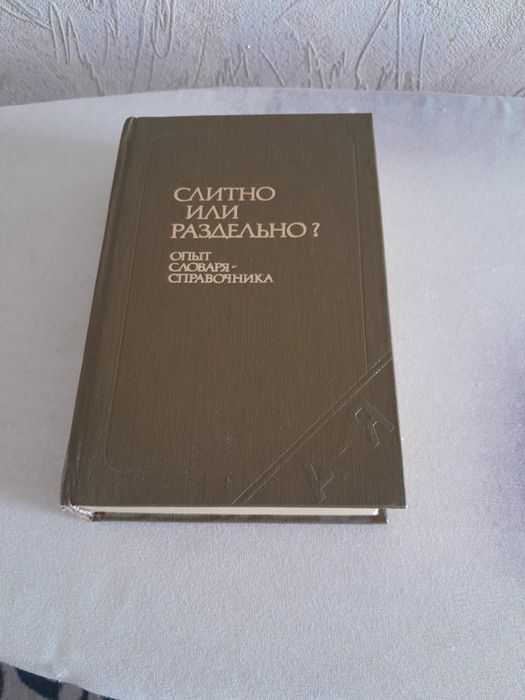 СЛИТНО
ИЛИ
РАЗДЕЛЬНО?
ОПЫТ
СЛОВАРЯ-
СПРАВОЧНИКА
А-Я